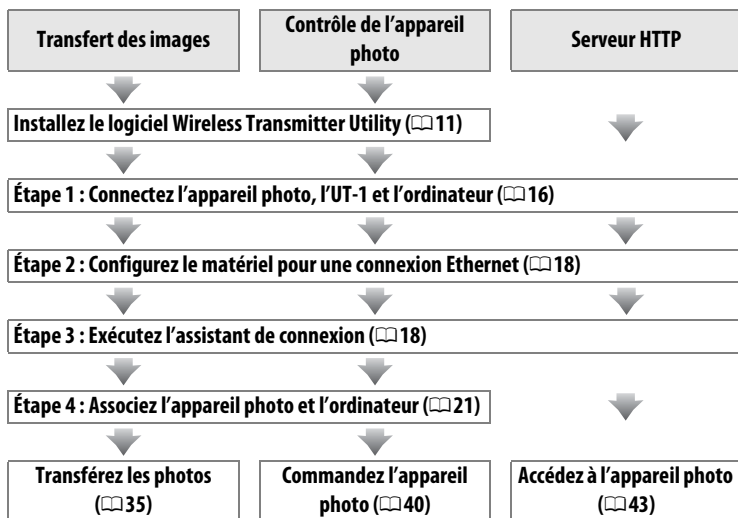 Transfert des images
Contrôle de l'appareil
photo
Serveur HTTP
Installez le logiciel Wireless Transmitter Utility (📖11)
Étape 1 : Connectez l'appareil photo, l'UT-1 et l'ordinateur (📖16)
Étape 2 : Configurez le matériel pour une connexion Ethernet (📖18)
Étape 3 : Exécutez l'assistant de connexion (📖18)
Étape 4 : Associez l'appareil photo et l'ordinateur (📖21)
Transférez les photos
(📖35)
Commandez l'appareil
photo (📖40)
Accédez à l'appareil photo
(📖43)